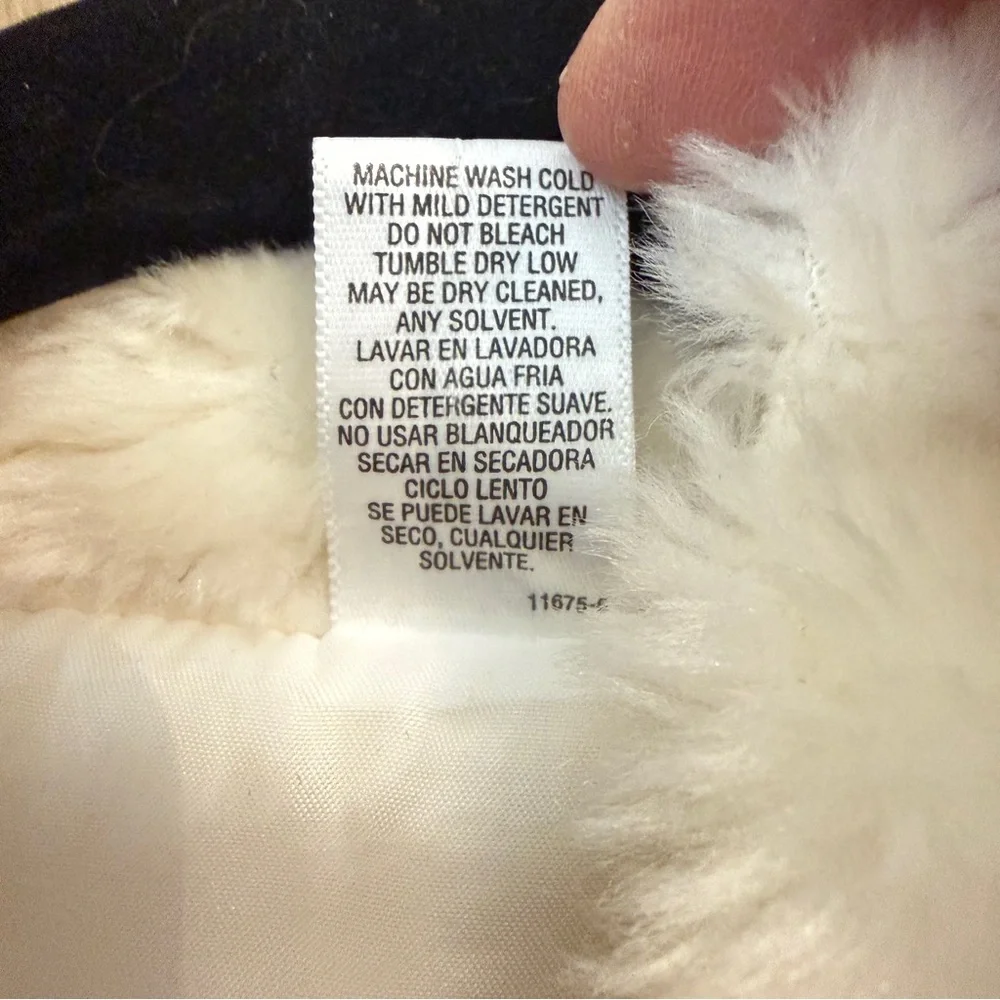 MACHINE WASH COLD
WITH MILD DETERGENT
DO NOT BLEACH
TUMBLE DRY LOW
MAY BE DRY CLEANED,
ANY SOLVENT.
LAVAR EN LAVADORA
CON AGUA FRIA
CON DETERGENTE SUAVE.
NO USAR BLANQUEADOR
SECAR EN SECADORA
CICLO LENTO
SE PUEDE LAVAR EN
SECO, CUALQUIER
SOLVENTE.